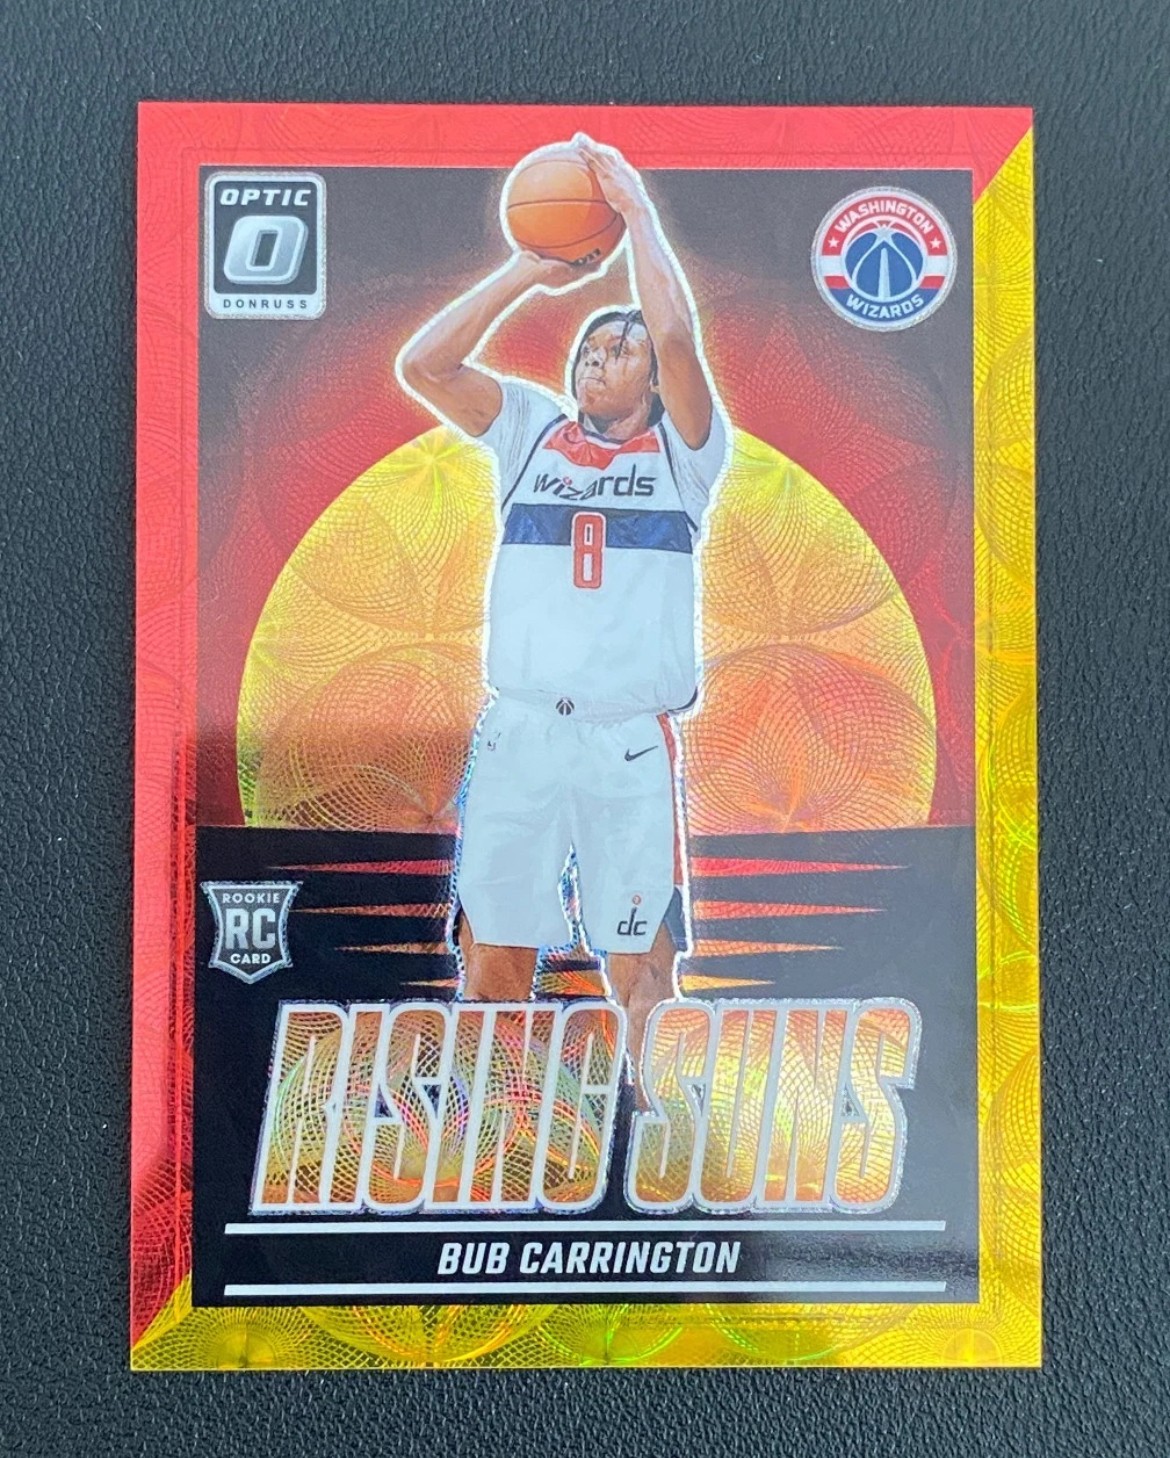 OPTIC
O
DONRUSS
WASHINGTON
WIZARDS
wizards
8
dc
ROOKIE
RC
CARD
RISING SUNS
BUB CARRINGTON